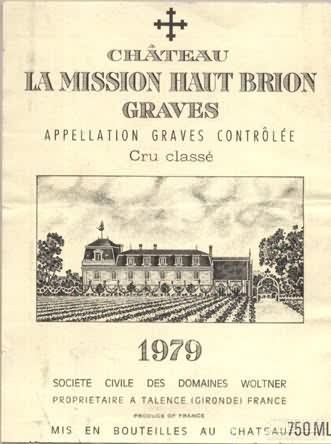 CHÂTEAU
LA MISSION HAUT BRION
GRAVES
APPELLATION GRAVES CONTRÔLÉE
Cru classé
1979
SOCIETE CIVILE DES DOMAINES WOLTNER
PROPRIETAIRE A TALENCE (GIRONDE) FRANCE
PRODUCE OF FRANCE
MIS EN BOUTEILLES AU CHATEAU 750 ML